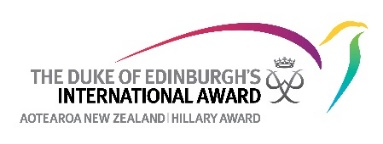 THE DUKE OF EDINBURGH'S
INTERNATIONAL AWARD
AOTEAROA NEW ZEALAND | HILLARY AWARD